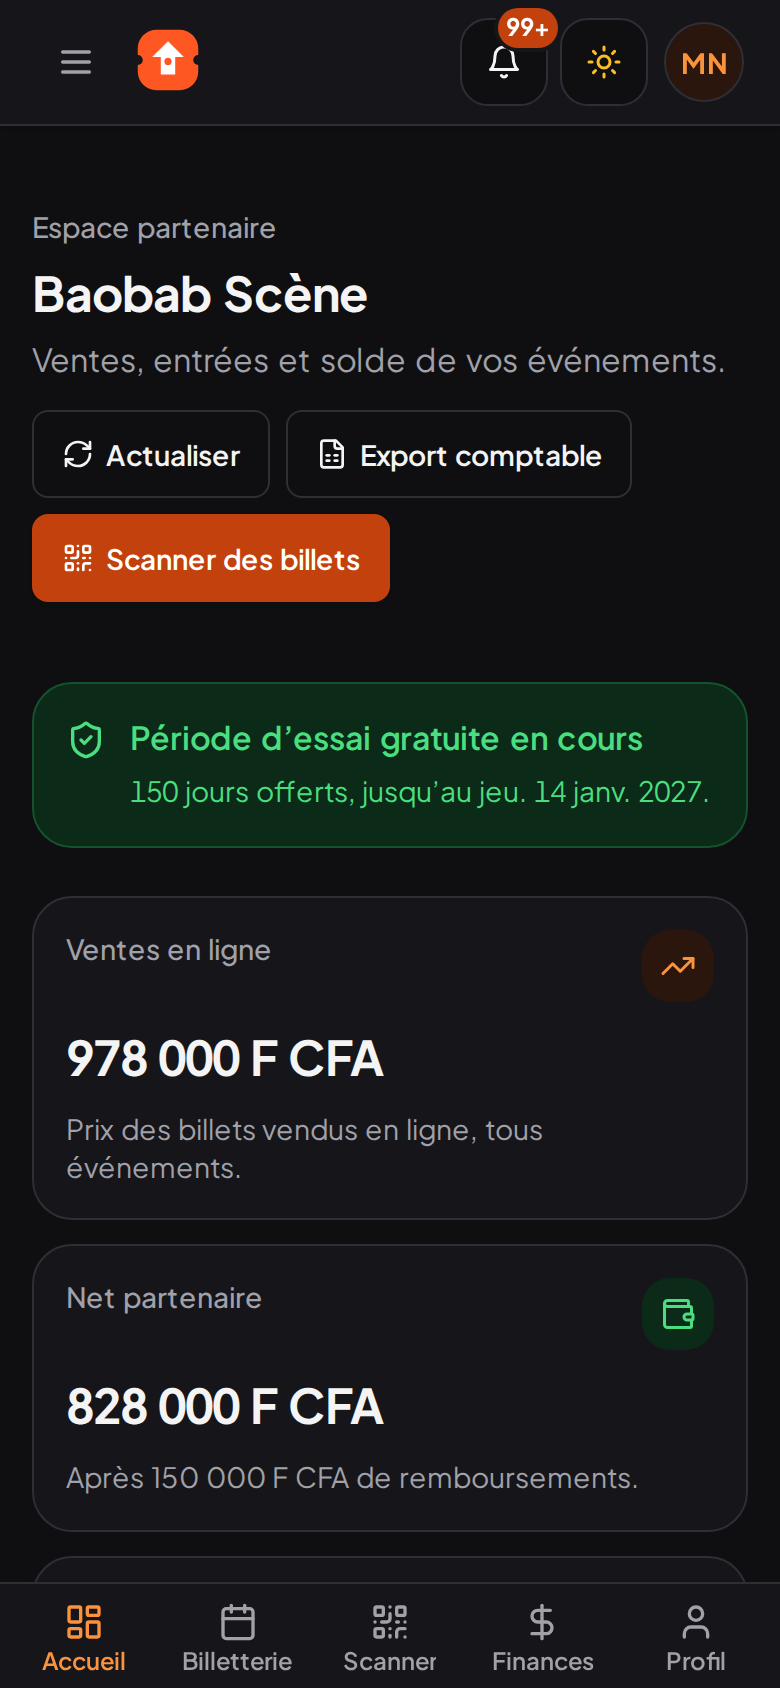 99+
MN
Espace partenaire
Baobab Scène
Ventes, entrées et solde de vos événements.
Actualiser
Export comptable
Scanner des billets
Période d’essai gratuite en cours
150 jours offerts, jusqu’au jeu. 14 janv. 2027.
Ventes en ligne
978 000 F CFA
Prix des billets vendus en ligne, tous
événements.
Net partenaire
828 000 F CFA
Après 150 000 F CFA de remboursements.
Accueil
Billetterie
Scanner
Finances
Profil